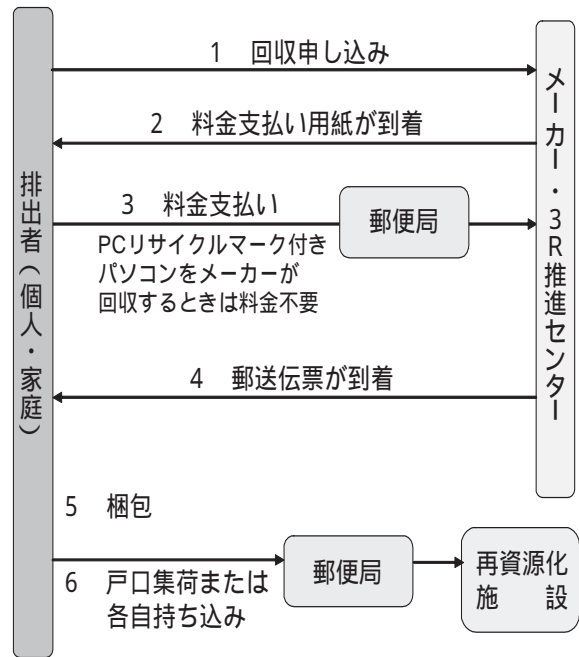 1 回収申し込み
2 料金支払い用紙が到着
3 料金支払い
郵便局
PCリサイクルマーク付き
パソコンをメーカーが
回収するときは料金不要
4 郵送伝票が到着
5 梱包
6 戸口集荷または
各自持ち込み
郵便局
再資源化
施設
排出者（個人・家庭）
メーカー・3R推進センター